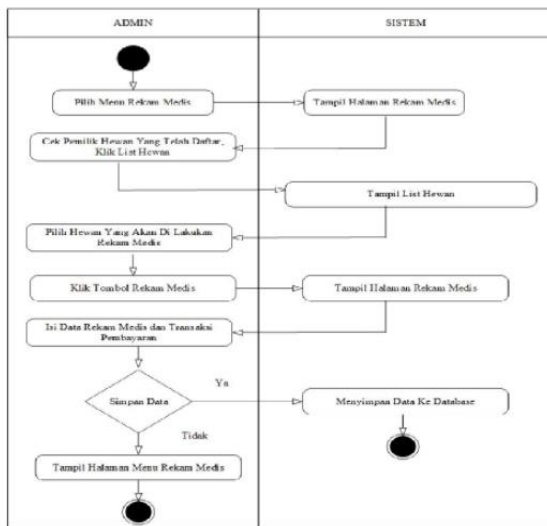 ADMIN
SISTEM
Pilih Menu Rekam Medis
Tampil Halaman Rekam Medis
Cek Pemilik Hewan Yang Telah Daftar,
Klik List Hewan
Tampil List Hewan
Pilih Hewan Yang Akan Di Lakukan
Rekam Medis
Klik Tombol Rekam Medis
Tampil Halaman Rekam Medis
Isi Data Rekam Medis dan Transaksi
Pembayaran
Ya
Simpan Data
Menyimpan Data Ke Database
Tidak
Tampil Halaman Menu Rekam Medis